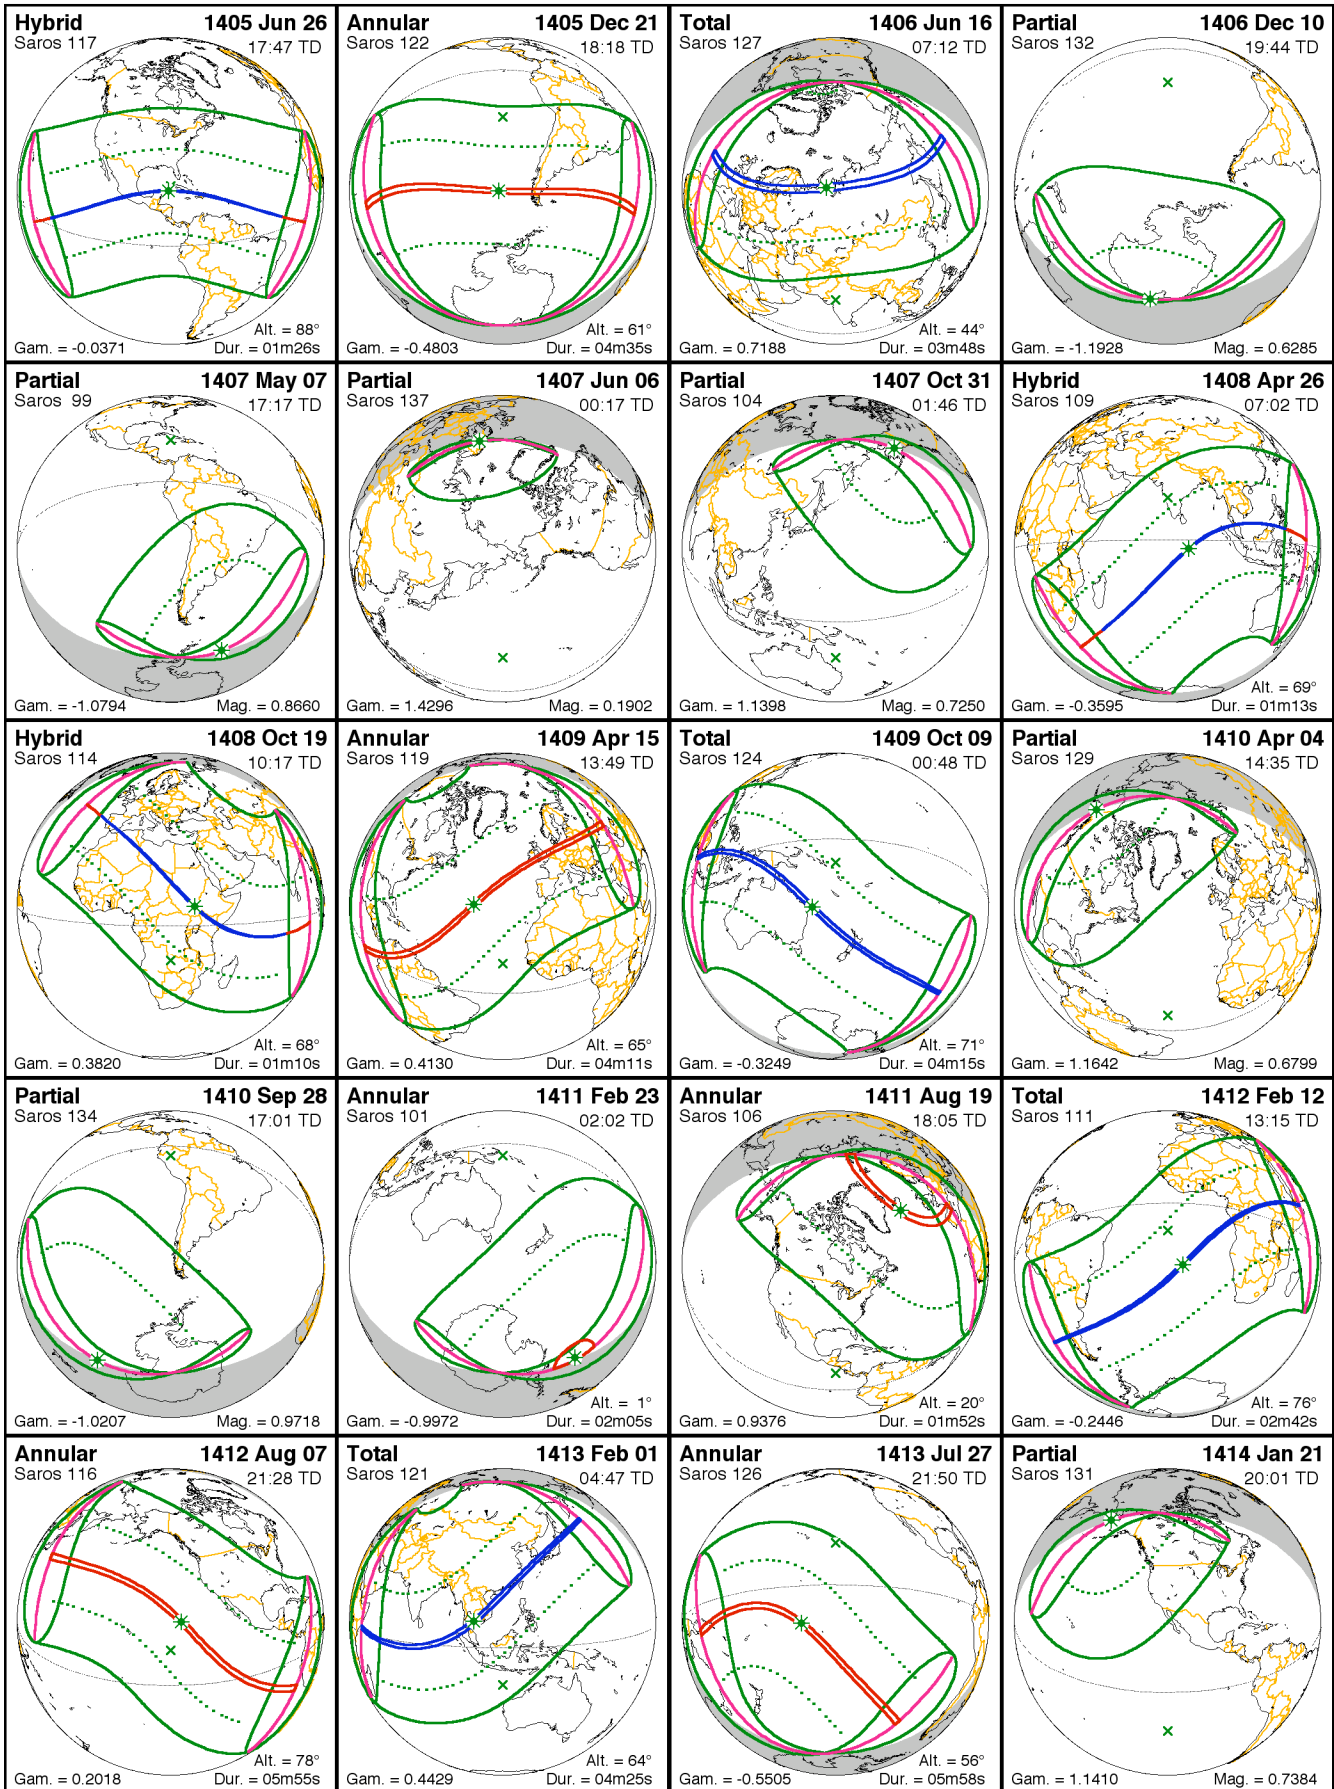 Hybrid 1405 Jun 26
Saros 117 17:47 TD
Alt. = 88°
Gam. = -0.0371 Dur. = 01m26s
Annular 1405 Dec 21
Saros 122 18:18 TD
Alt. = 61°
Gam. = -0.4803 Dur. = 04m35s
Total 1406 Jun 16
Saros 127 07:12 TD
Alt. = 44°
Gam. = 0.7188 Dur. = 03m48s
Partial 1406 Dec 10
Saros 132 19:44 TD
Gam. = -1.1928 Mag. = 0.6285
Partial 1407 May 07
Saros 99 17:17 TD
Gam. = -1.0794 Mag. = 0.8660
Partial 1407 Jun 06
Saros 137 00:17 TD
Gam. = 1.4296 Mag. = 0.1902
Partial 1407 Oct 31
Saros 104 01:46 TD
Gam. = 1.1398 Mag. = 0.7250
Hybrid 1408 Apr 26
Saros 109 07:02 TD
Alt. = 69°
Gam. = -0.3595 Dur. = 01m13s
Hybrid 1408 Oct 19
Saros 114 10:17 TD
Alt. = 68°
Gam. = 0.3820 Dur. = 01m10s
Annular 1409 Apr 15
Saros 119 13:49 TD
Alt. = 65°
Gam. = 0.4130 Dur. = 04m11s
Total 1409 Oct 09
Saros 124 00:48 TD
Alt. = 71°
Gam. = -0.3249 Dur. = 04m15s
Partial 1410 Apr 04
Saros 129 14:35 TD
Gam. = 1.1642 Mag. = 0.6799
Partial 1410 Sep 28
Saros 134 17:01 TD
Gam. = -1.0207 Mag. = 0.9718
Annular 1411 Feb 23
Saros 101 02:02 TD
Alt. = 1°
Gam. = -0.9972 Dur. = 02m05s
Annular 1411 Aug 19
Saros 106 18:05 TD
Alt. = 20°
Gam. = 0.9376 Dur. = 01m52s
Total 1412 Feb 12
Saros 111 13:15 TD
Alt. = 76°
Gam. = -0.2446 Dur. = 02m42s
Annular 1412 Aug 07
Saros 116 21:28 TD
Alt. = 78°
Gam. = 0.2018 Dur. = 05m55s
Total 1413 Feb 01
Saros 121 04:47 TD
Alt. = 64°
Gam. = 0.4429 Dur. = 04m25s
Annular 1413 Jul 27
Saros 126 21:50 TD
Alt. = 56°
Gam. = -0.5505 Dur. = 05m58s
Partial 1414 Jan 21
Saros 131 20:01 TD
Gam. = 1.1410 Mag. = 0.7384